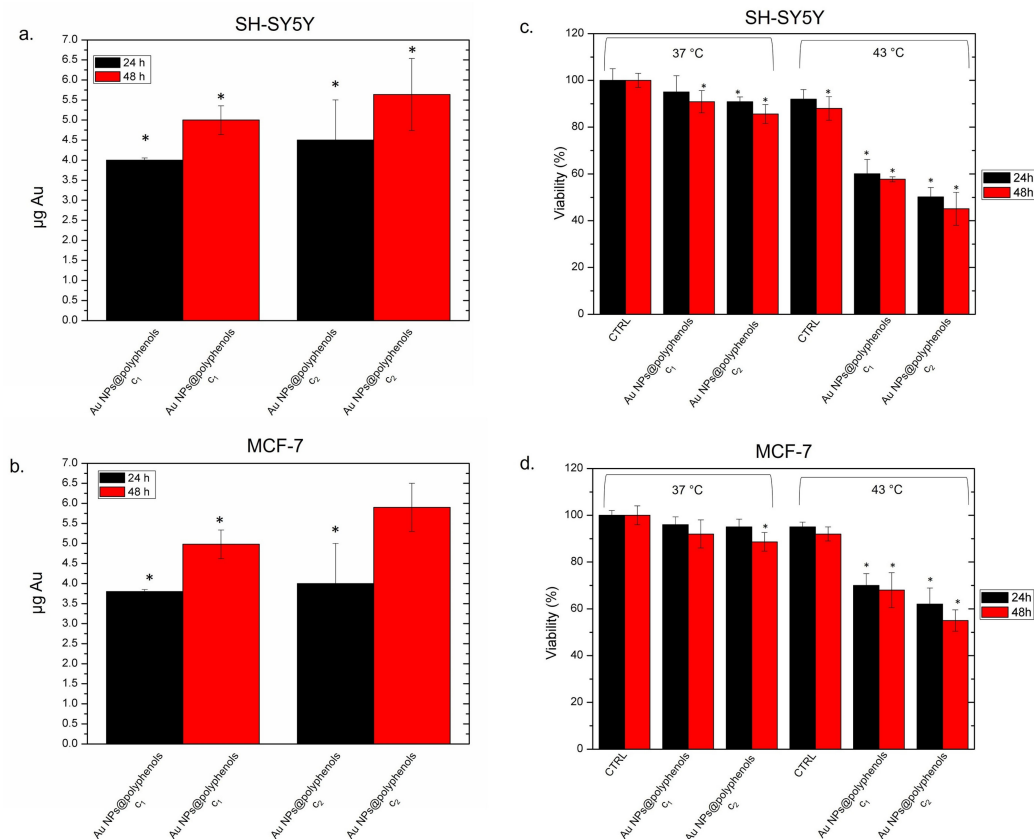 a.
SH-SY5Y
24 h
48 h
7.0
6.5
6.0
5.5
5.0
4.5
4.0
3.5
3.0
2.5
2.0
1.5
1.0
0.5
0.0
µg Au
* * * *
Au NPs@polyphenols c1
Au NPs@polyphenols c1
Au NPs@polyphenols c2
Au NPs@polyphenols c2
c.
SH-SY5Y
37 °C
43 °C
120
100
80
60
40
20
0
Viability (%)
* * * * * * * *
CTRL
Au NPs@polyphenols c1
Au NPs@polyphenols c2
CTRL
Au NPs@polyphenols c1
Au NPs@polyphenols c2
24h
48h
b.
MCF-7
24 h
48 h
7.0
6.5
6.0
5.5
5.0
4.5
4.0
3.5
3.0
2.5
2.0
1.5
1.0
0.5
0.0
µg Au
* * *
Au NPs@polyphenols c1
Au NPs@polyphenols c1
Au NPs@polyphenols c2
Au NPs@polyphenols c2
d.
MCF-7
37 °C
43 °C
120
100
80
60
40
20
0
Viability (%)
* * * * *
CTRL
Au NPs@polyphenols c1
Au NPs@polyphenols c2
CTRL
Au NPs@polyphenols c1
Au NPs@polyphenols c2
24h
48h